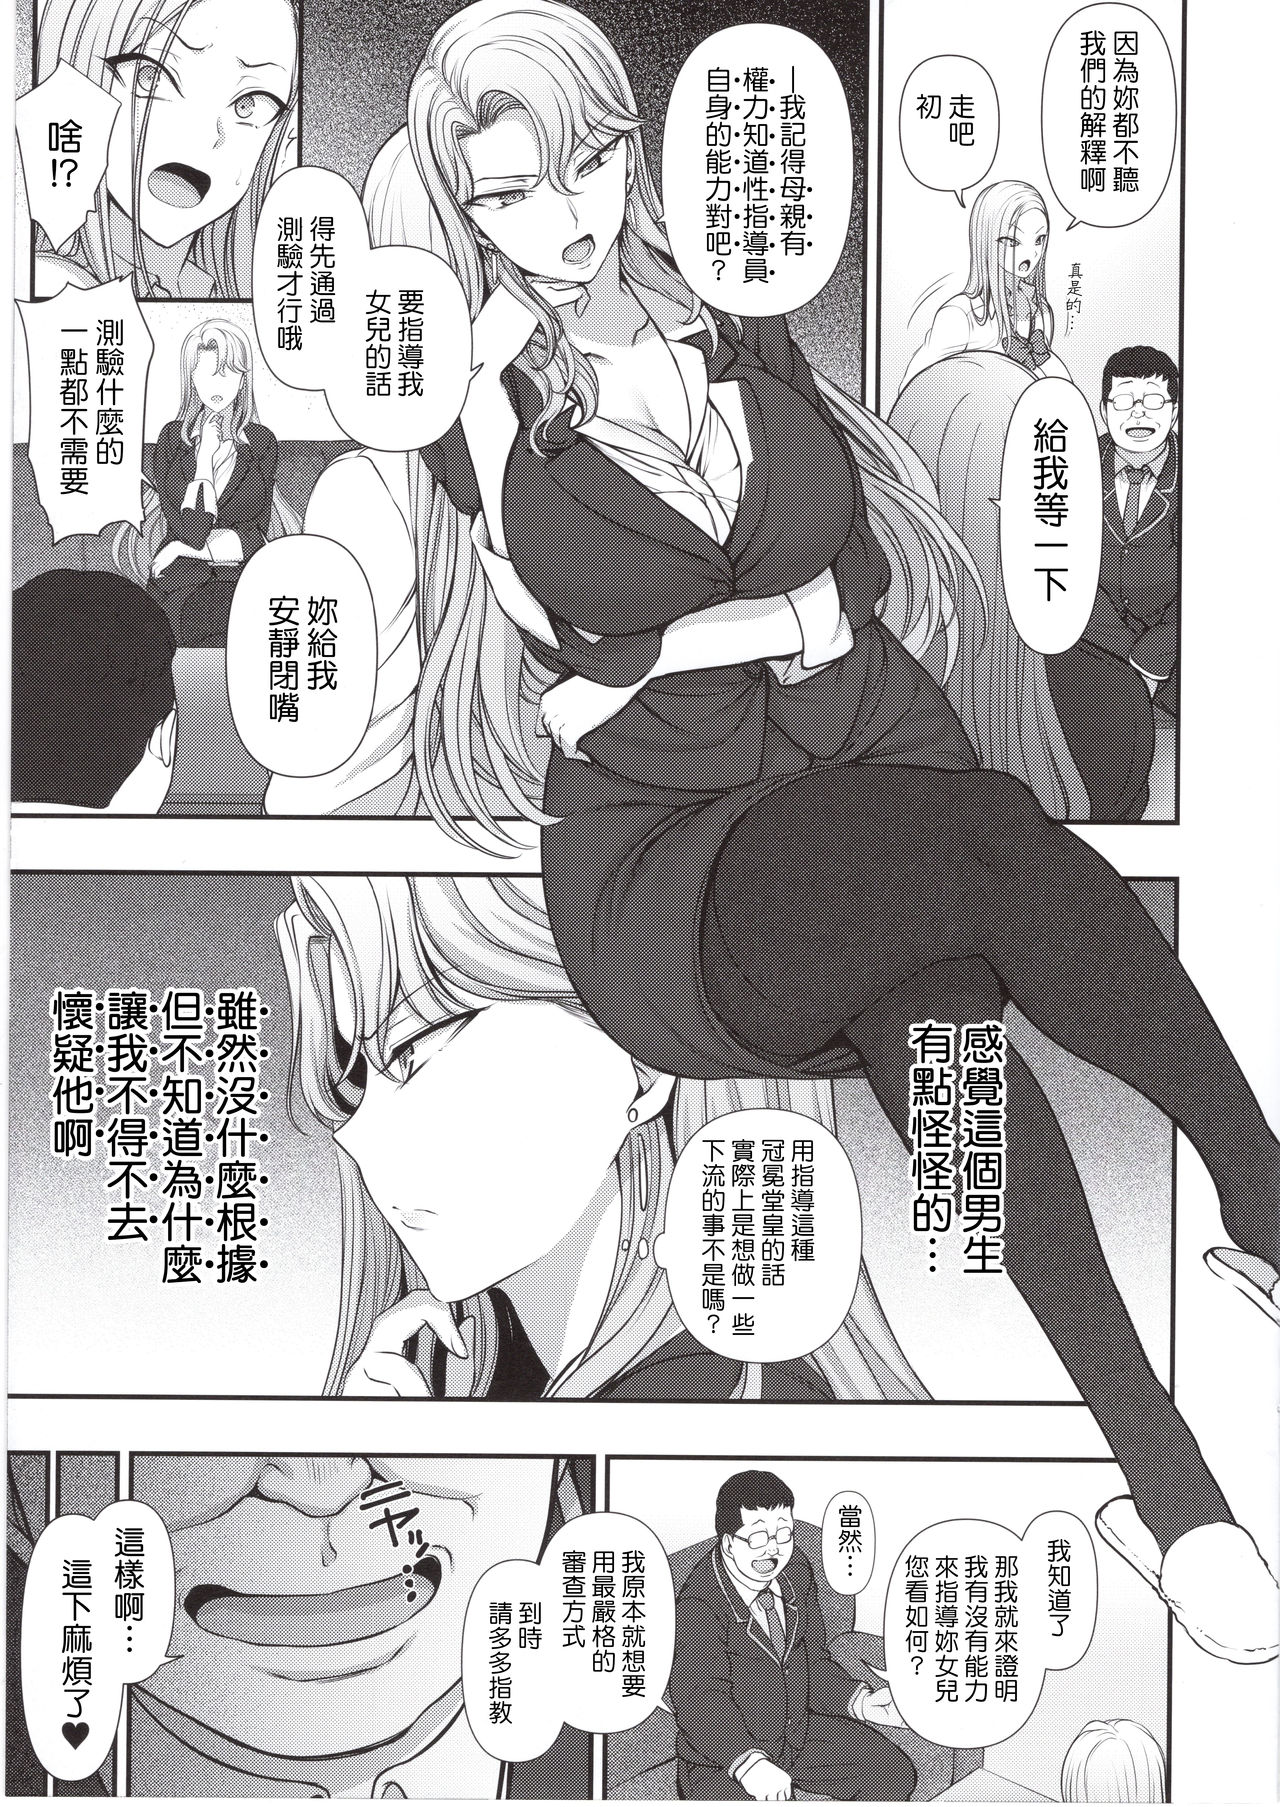 因為妳都不聽
我們的解釋啊
走吧
初
真是的…
給我等一下
—我記得母親有
權力知道性指導員
自身的能力對吧?
要指導我
女兒的話
得先通過
測驗才行哦
啥!?
測驗什麼的
一點都不需要
妳給我
安靜閉嘴
感覺這個男生
有點怪怪的…
用指導這種
冠冕堂皇的話
實際上是想做一些
下流的事不是嗎?
雖然沒什麼根據
但不知道為什麼
讓我不得不去
懷疑他啊
我知道了
那我就來證明
我有沒有能力
來指導妳女兒
您看如何?
當然…
我原本就想要
用最嚴格的
審查方式
到時
請多多指教
ニヤッ…
這樣啊…
這下麻煩了♥